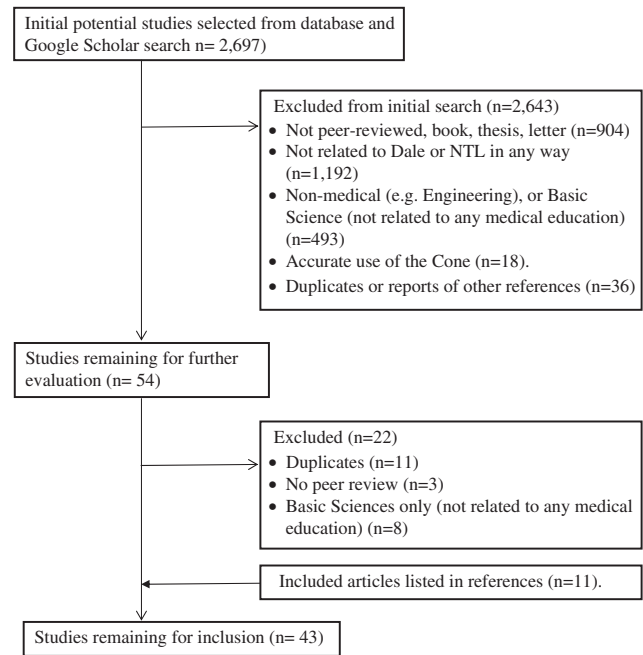 Initial potential studies selected from database and
Google Scholar search n= 2,697)
Excluded from initial search (n=2,643)
• Not peer-reviewed, book, thesis, letter (n=904)
• Not related to Dale or NTL in any way
(n=1,192)
• Non-medical (e.g. Engineering), or Basic
Science (not related to any medical education)
(n=493)
• Accurate use of the Cone (n=18).
• Duplicates or reports of other references (n=36)
Studies remaining for further
evaluation (n= 54)
Excluded (n=22)
• Duplicates (n=11)
• No peer review (n=3)
• Basic Sciences only (not related to any medical
education) (n=8)
Included articles listed in references (n=11).
Studies remaining for inclusion (n= 43)